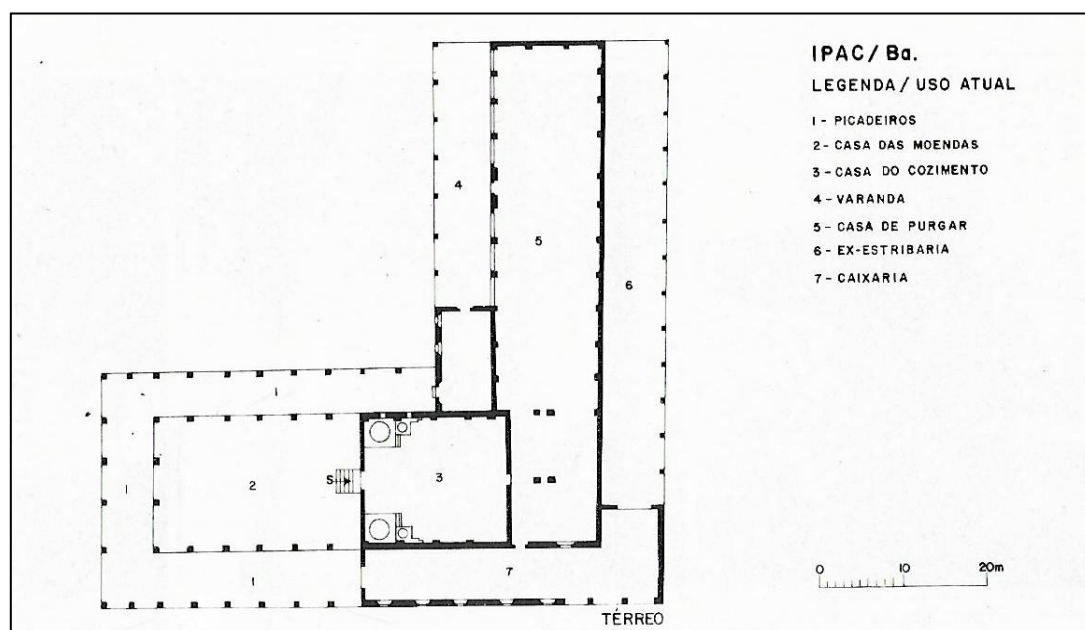 IPAC/Ba.
LEGENDA/ USO ATUAL
1 - PICADEIROS
2 - CASA DAS MOENDAS
3 - CASA DO COZIMENTO
4 - VARANDA
5 - CASA DE PURGAR
6 - EX-ESTRIBARIA
7 - CAIXARIA
4
5
6
1
1
2
S
3
1
7
0 10 20m
TÉRREO